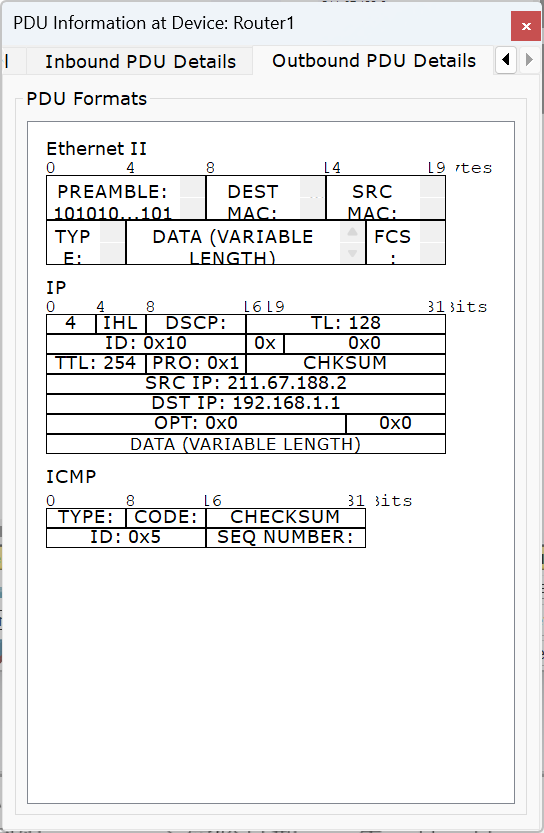 PDU Information at Device: Router1
Inbound PDU Details
Outbound PDU Details
PDU Formats
Ethernet II
0 4 8 14 19
PREAMBLE: DEST SRC
101010...101 MAC: MAC:
TYP DATA (VARIABLE FCS
E: LENGTH) :
IP
0 4 8 16 19 31 Bits
4 IHL DSCP: TL: 128
ID: 0x10 0x 0x0
TTL: 254 PRO: 0x1 CHKSUM
SRC IP: 211.67.188.2
DST IP: 192.168.1.1
OPT: 0x0 0x0
DATA (VARIABLE LENGTH)
ICMP
0 8 16 31 Bits
TYPE: CODE: CHECKSUM
ID: 0x5 SEQ NUMBER: